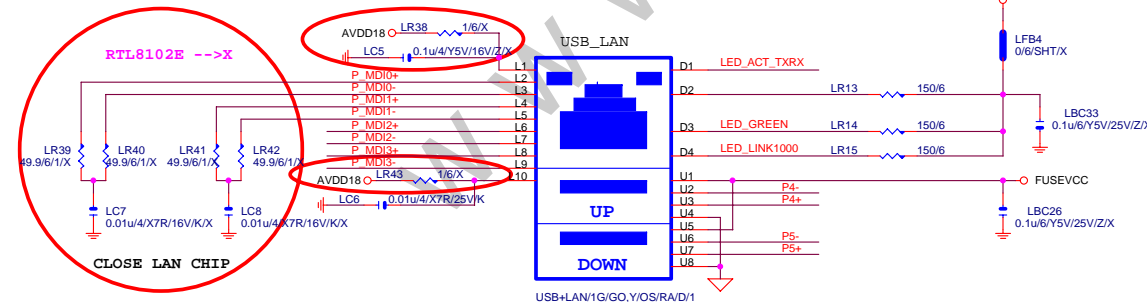 AVDD18 LR38 1/6/X
LC5 0.1u/4/Y5V/16V/Z/X
USB_LAN
LFB4
0/6/SHT/X
RTL8102E -->X
P_MDI0+
P_MDI0-
P_MDI1+
P_MDI1-
P_MDI2+
P_MDI2-
P_MDI3+
P_MDI3-
L1
L2
L3
L4
L5
L6
L7
L8
L9
L10
D1 LED_ACT_TXRX
D2 LR13 150/6
D3 LED_GREEN LR14 150/6
D4 LED_LINK1000 LR15 150/6
LBC33
0.1u/6/Y5V/25V/Z/X
LR39
49.9/6/1/X
LR40
49.9/6/1/X
LR41
49.9/6/1/X
LR42
49.9/6/1/X
AVDD18 LR43 1/6/X
LC6 0.01u/4/X7R/25V/K
LC7
0.01u/4/X7R/16V/K/X
LC8
0.01u/4/X7R/16V/K/X
CLOSE LAN CHIP
UP
DOWN
U1 FUSEVCC
U2 P4-
U3 P4+
U4
U5
U6 P5-
U7 P5+
U8
LBC26
0.1u/6/Y5V/25V/Z/X
USB+LAN/1G/GO,Y/OS/RA/D/1